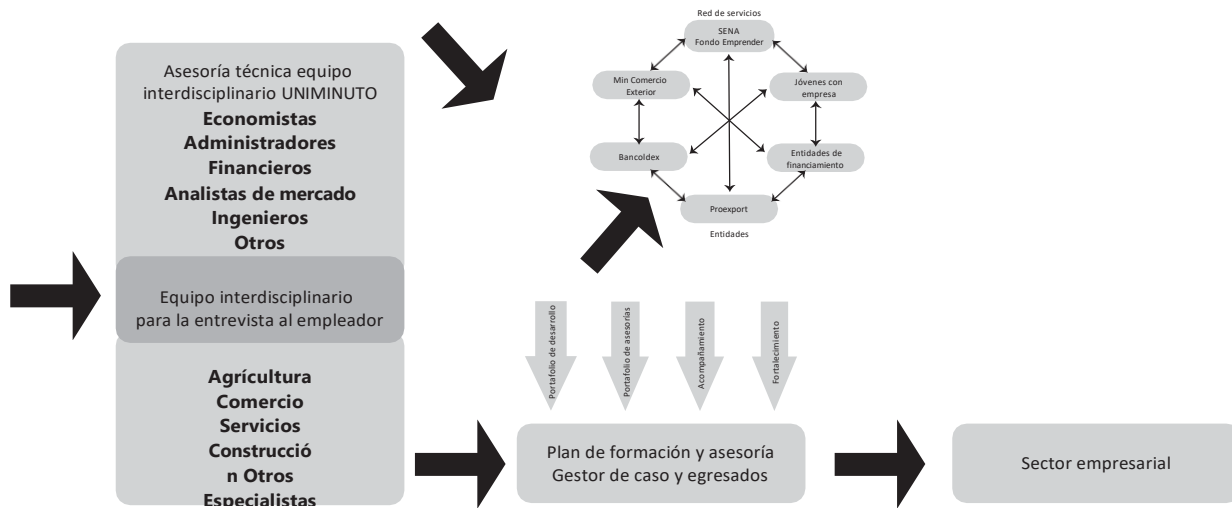 Asesoría técnica equipo
interdisciplinario UNIMINUTO
Economistas
Administradores
Financieros
Analistas de mercado
Ingenieros
Otros
Equipo interdisciplinario
para la entrevista al empleador
Agrícultura
Comercio
Servicios
Construcció
n Otros
Especialistas
Red de servicios
SENA
Fondo Emprender
Min Comercio
Exterior
Jóvenes con
empresa
Bancoldex
Entidades de
financiamiento
Proexport
Entidades
Portafolio de desarrollo
Portafolio de asesorías
Acompañamiento
Fortalecimiento
Plan de formación y asesoría
Gestor de caso y egresados
Sector empresarial